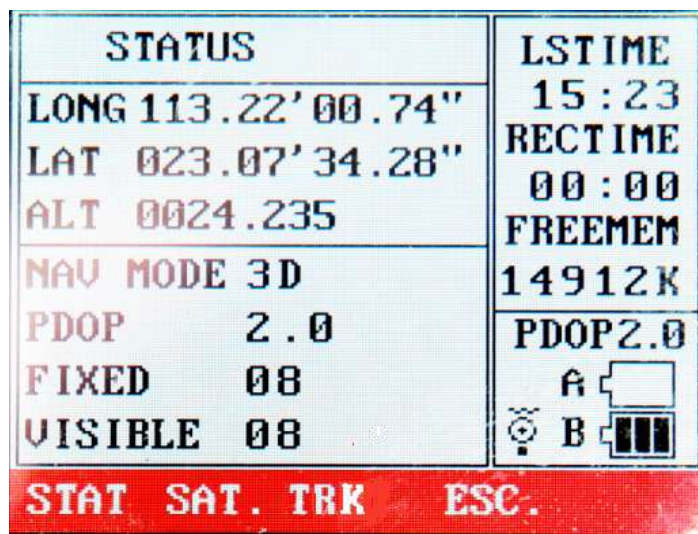 STATUS
LONG 113.22'00.74"
LAT 023.07'34.28"
ALT 0024.235
NAV MODE 3D
PDOP 2.0
FIXED 08
VISIBLE 08
LSTIME
15:23
RECTIME
00:00
FREEMEM
14912K
PDOP2.0
A
B
STAT SAT. TRK ESC.